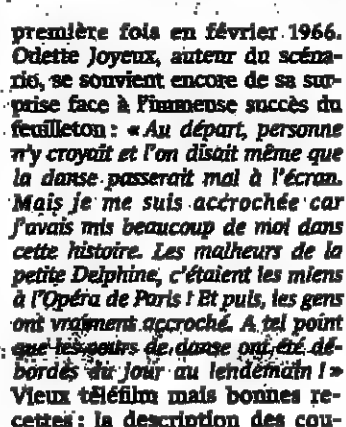 première fois en février 1966.
Odette Joyeux, auteur du scéna-
rio, se souvient encore de sa sur-
prise face à l'immense succès du
feuilleton : « Au départ, personne
n'y croyait et l'on disait même que
la danse passerait mal à l'écran.
Mais je me suis accrochée car
j'avais mis beaucoup de moi dans
cette histoire. Les malheurs de la
petite Delphine, c'étaient les miens
à l'Opéra de Paris ! Et puis, les gens
ont vraiment accroché. A tel point
que les cours de danse ont été dé-
bordés du jour au lendemain ! »
Vieux téléfilm mais bonnes re-
cettes : la description des cou-